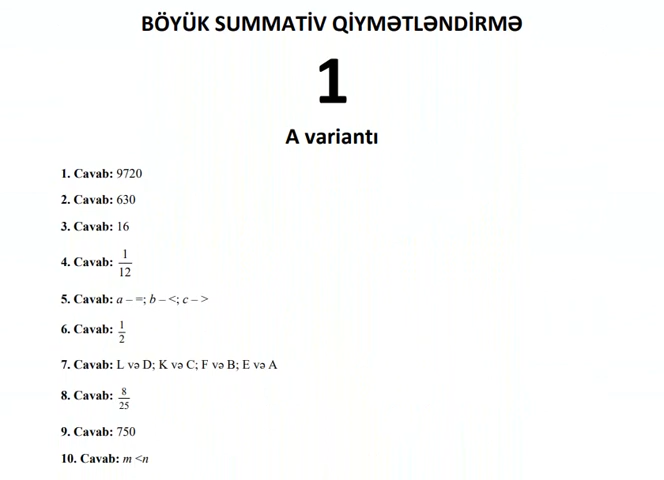 BÖYÜK SUMMATİV QİYMƏTLƏNDİRMƏ
1
A variantı
1. Cavab: 9720
2. Cavab: 630
3. Cavab: 16
4. Cavab: 1/12
5. Cavab: a – =; b – <; c – >
6. Cavab: 1/2
7. Cavab: L və D; K və C; F və B; E və A
8. Cavab: 8/25
9. Cavab: 750
10. Cavab: m <n